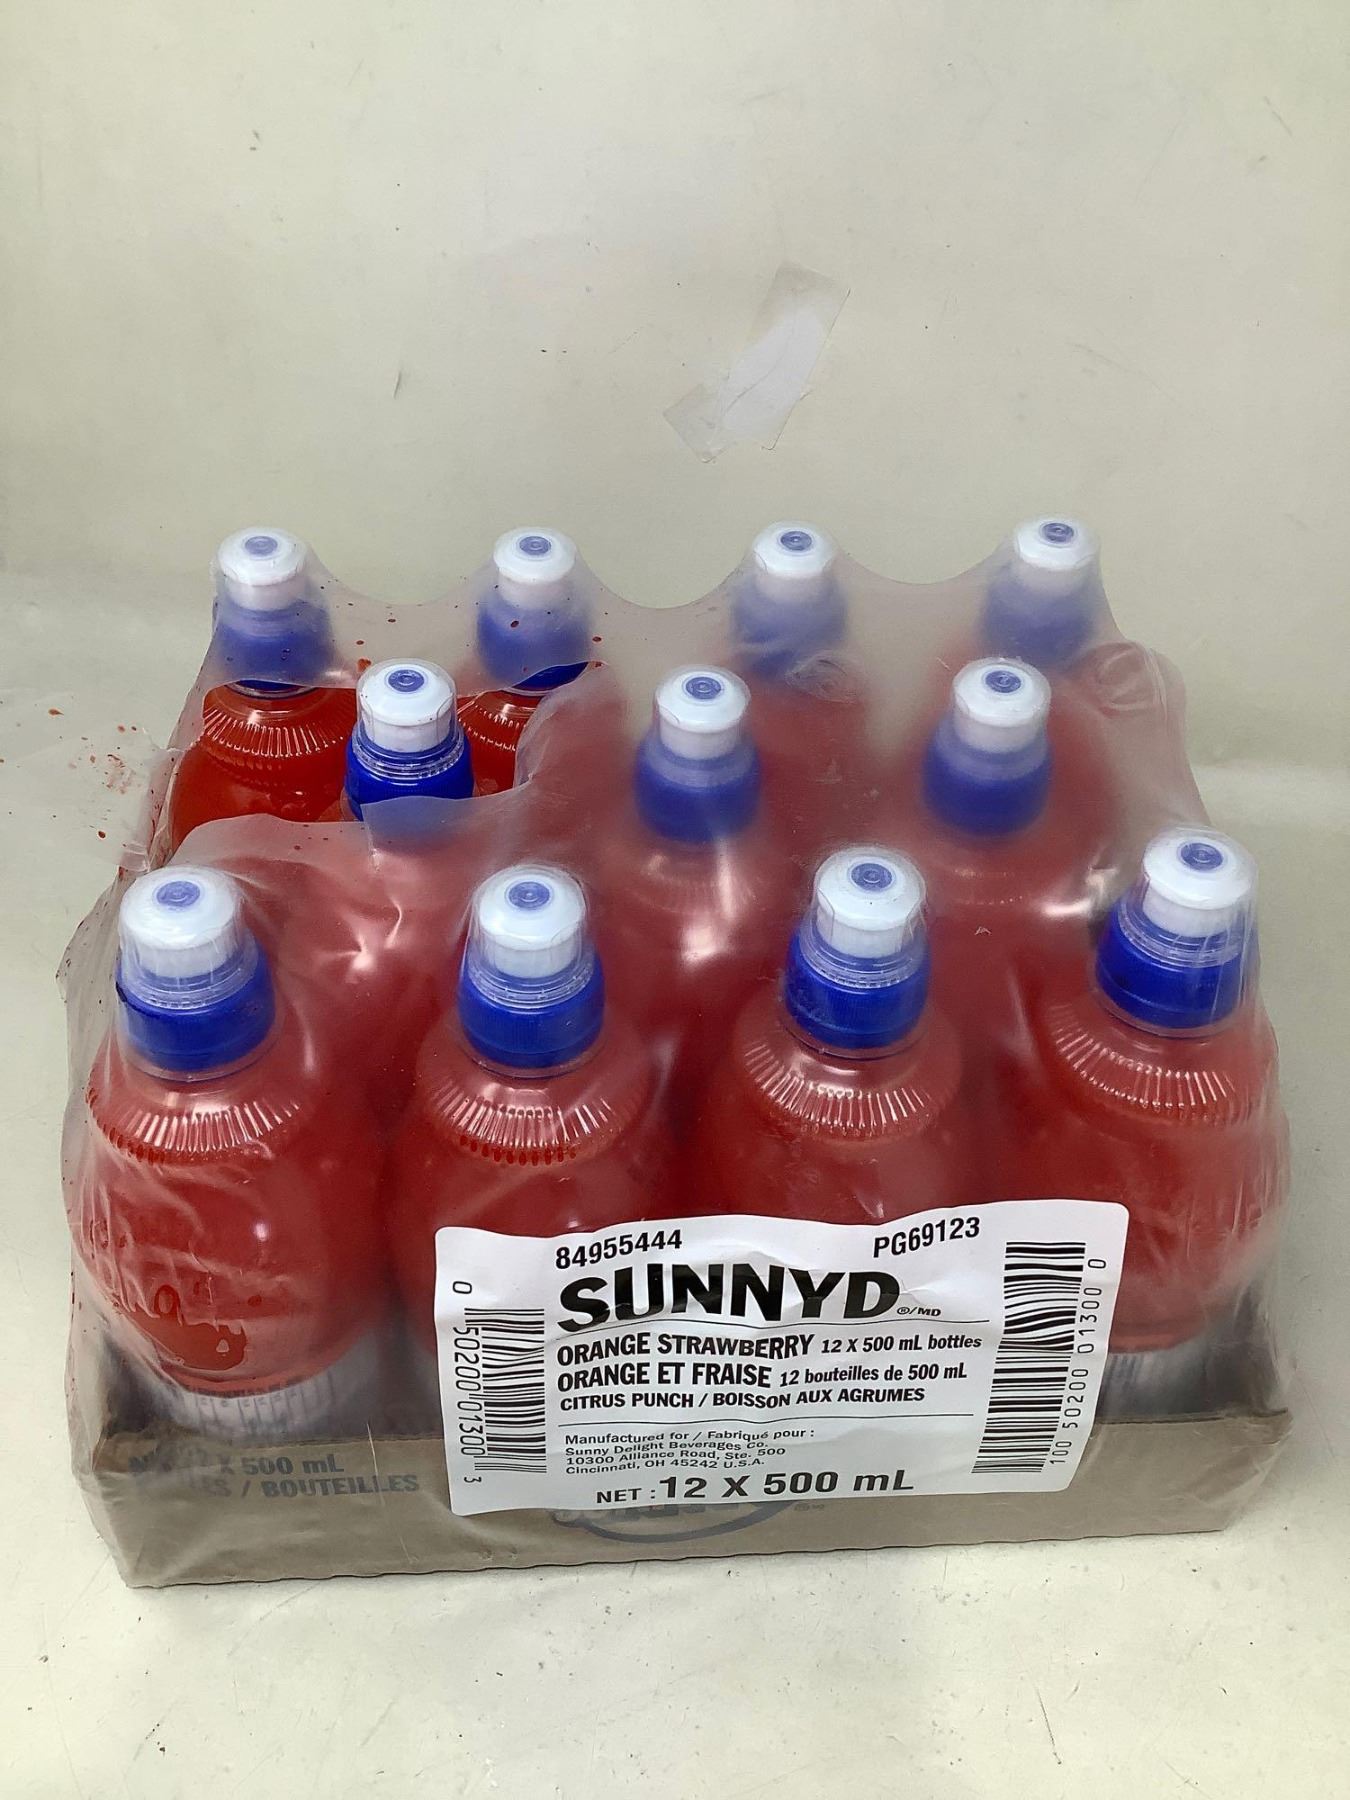 84955444 PG69123
SUNNYD ®/MD
ORANGE STRAWBERRY 12 X 500 mL bottles
ORANGE ET FRAISE 12 bouteilles de 500 mL
CITRUS PUNCH / BOISSON AUX AGRUMES
Manufactured for / Fabriqué pour :
Sunny Delight Beverages Co.
10300 Alliance Road, Ste. 500
Cincinnati, OH 45242 U.S.A.
NET : 12 X 500 mL
0 50200 01300 3
100 50200 01300 0
X 500 mL
/ BOUTEILLES